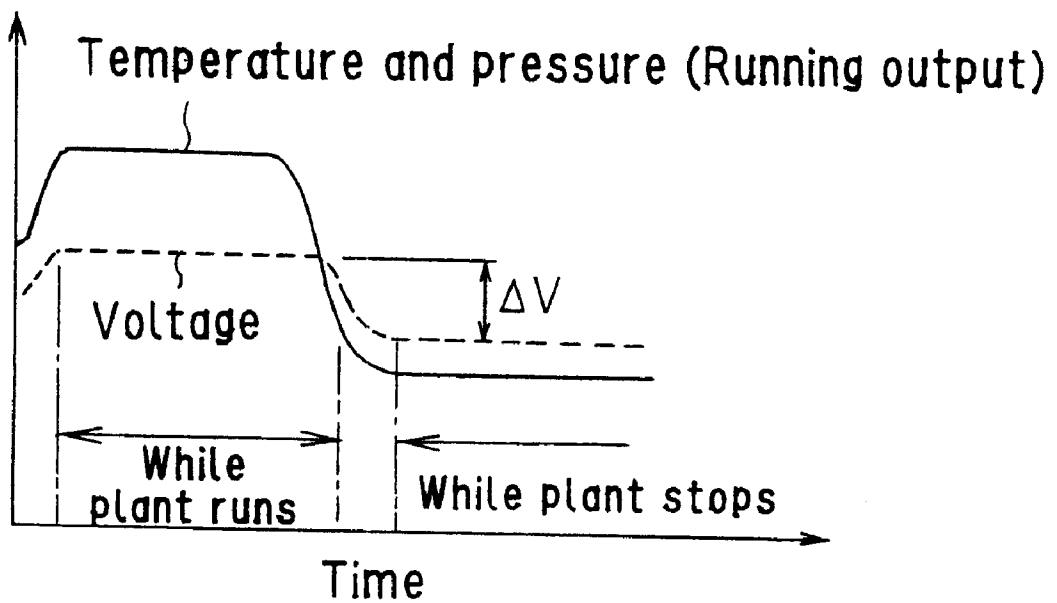 Temperature and pressure (Running output)
Voltage
ΔV
While
plant runs
While plant stops
Time